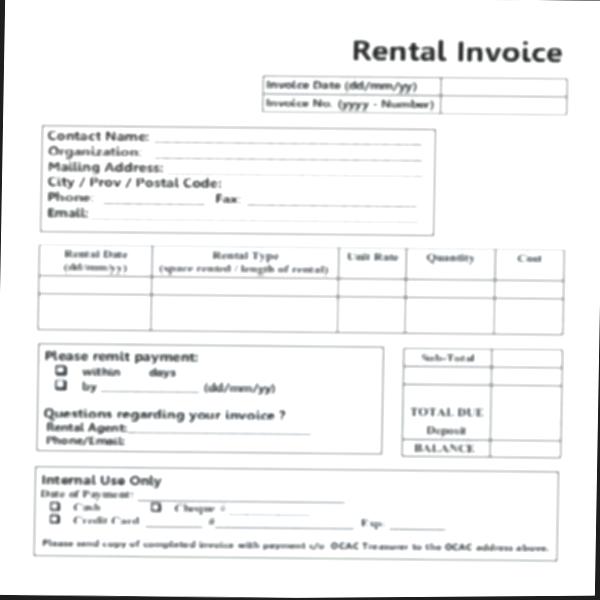 Rental Invoice
Invoice Date (dd/mm/yy)
Invoice No. (yyyy - Number)
Contact Name:
Organization:
Mailing Address:
City / Prov / Postal Code:
Phone: Fax:
Email:
Rental Date Rental Type Unit Rate Quantity Cost
(dd/mm/yy) (space rented / length of rental)
Please remit payment: Sub-Total
within days
by (dd/mm/yy)
TOTAL DUE
Questions regarding your invoice ?
Rental Agent: Deposit
Phone/Email: BALANCE
Internal Use Only
Date of Payment:
Cash Cheque #
Credit Card # Exp:
Please send copy of completed invoice with payment c/o OCAC Treasurer to the OCAC address above.